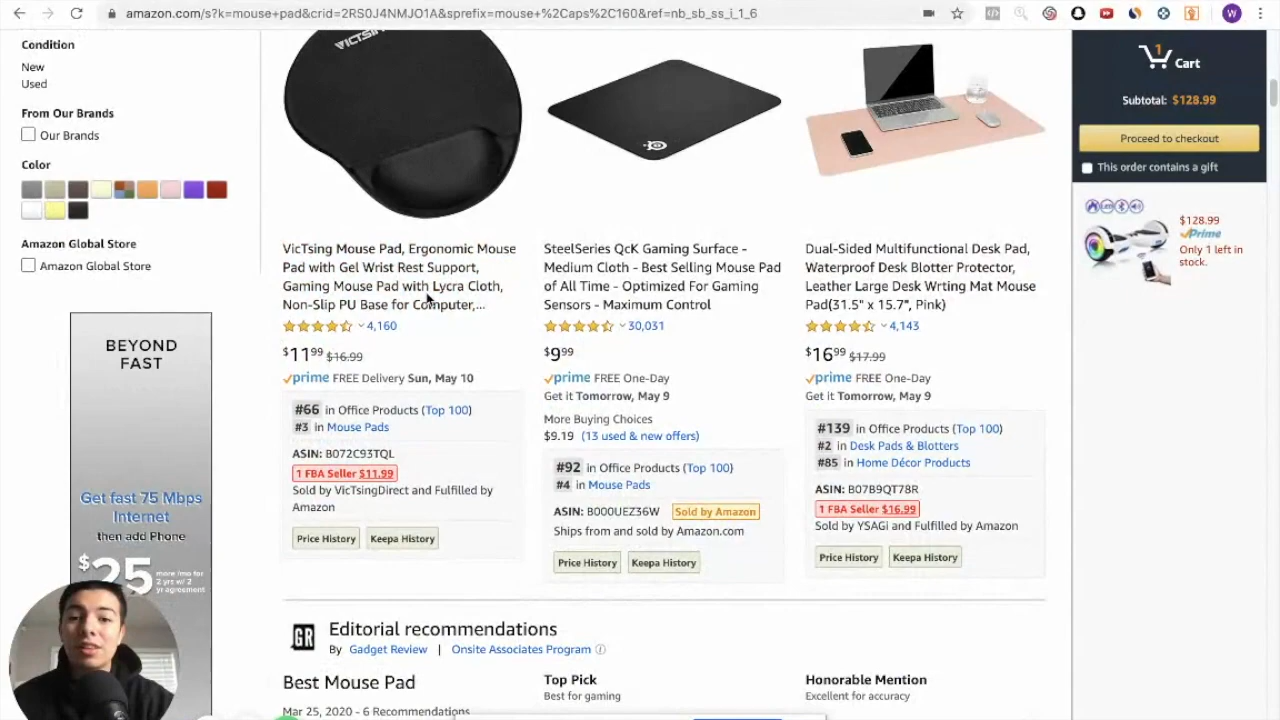 amazon.com/s?k=mouse+pad&crid=2RS0J4NMJO1A&sprefix=mouse+%2Caps%2C160&ref=nb_sb_ss_i_1_6
W
Condition
New
Used
From Our Brands
Our Brands
Color
Amazon Global Store
Amazon Global Store
BEYOND
FAST
Get fast 75 Mbps
Internet
then add Phone
$25
more /mo for
2 yrs w/ 2
yr agreement
VICTSING
VicTsing Mouse Pad, Ergonomic Mouse
Pad with Gel Wrist Rest Support,
Gaming Mouse Pad with Lycra Cloth,
Non-Slip PU Base for Computer,...
4,160
$1199 $16.99
prime FREE Delivery Sun, May 10
#66 in Office Products (Top 100)
#3 in Mouse Pads
ASIN: B072C93TQL
1 FBA Seller $11.99
Sold by VicTsingDirect and Fulfilled by
Amazon
Price History Keepa History
SteelSeries QcK Gaming Surface -
Medium Cloth - Best Selling Mouse Pad
of All Time - Optimized For Gaming
Sensors - Maximum Control
30,031
$999
prime FREE One-Day
Get it Tomorrow, May 9
More Buying Choices
$9.19 (13 used & new offers)
#92 in Office Products (Top 100)
#4 in Mouse Pads
ASIN: B000UEZ36W Sold by Amazon
Ships from and sold by Amazon.com
Price History Keepa History
Dual-Sided Multifunctional Desk Pad,
Waterproof Desk Blotter Protector,
Leather Large Desk Wrting Mat Mouse
Pad(31.5" x 15.7", Pink)
4,143
$1699 $17.99
prime FREE One-Day
Get it Tomorrow, May 9
#139 in Office Products (Top 100)
#2 in Desk Pads & Blotters
#85 in Home Décor Products
ASIN: B07B9QT78R
1 FBA Seller $16.99
Sold by YSAGi and Fulfilled by Amazon
Price History Keepa History
1
Cart
Subtotal: $128.99
Proceed to checkout
This order contains a gift
$128.99
Prime
Only 1 left in
stock.
GR
Editorial recommendations
By Gadget Review | Onsite Associates Program
Best Mouse Pad
Mar 25, 2020 - 6 Recommendations
Top Pick
Best for gaming
Honorable Mention
Excellent for accuracy